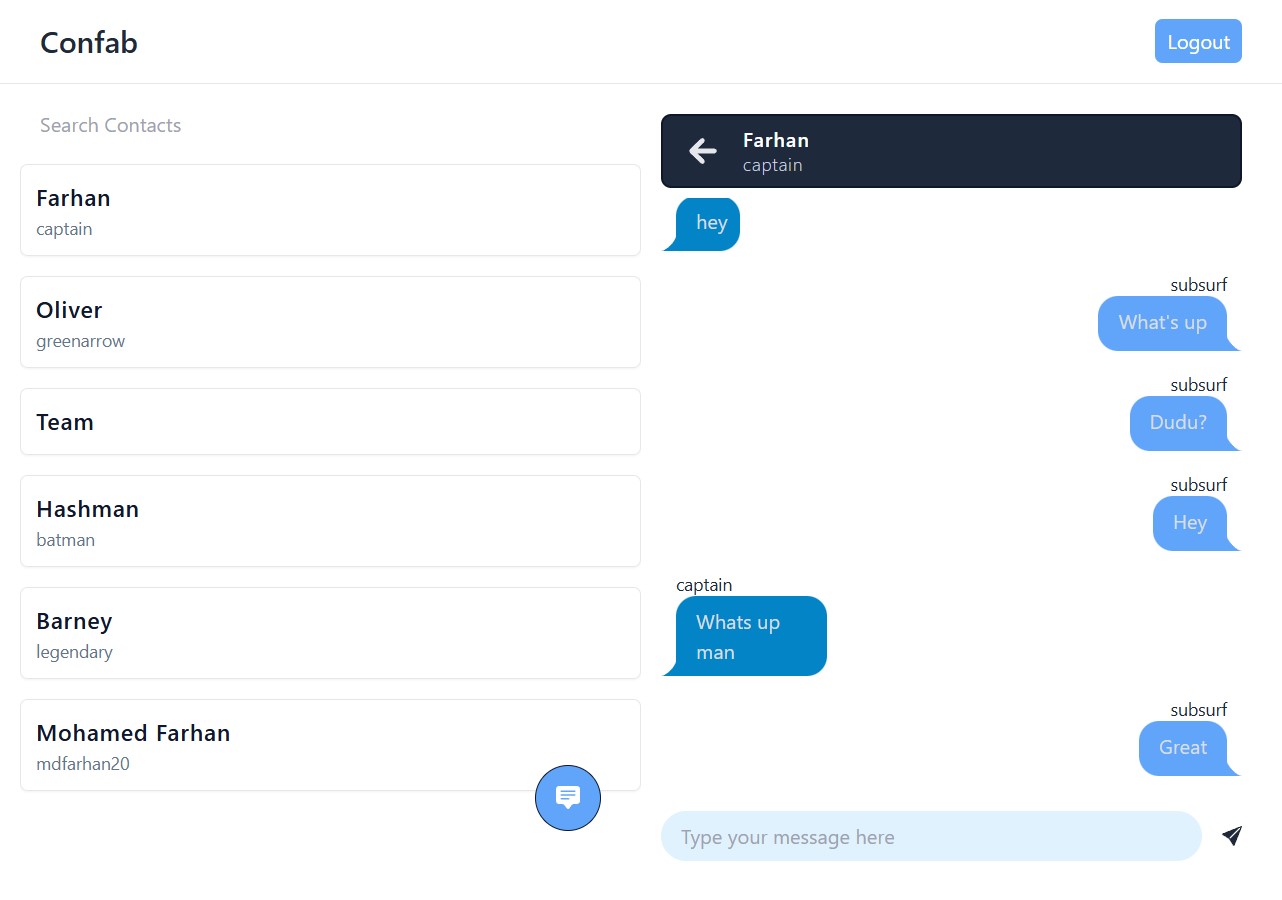 Confab
Logout
Search Contacts
Farhan
captain
Oliver
greenarrow
Team
Hashman
batman
Barney
legendary
Mohamed Farhan
mdfarhan20
Farhan
captain
hey
subsurf
What's up
subsurf
Dudu?
subsurf
Hey
captain
Whats up
man
subsurf
Great
Type your message here